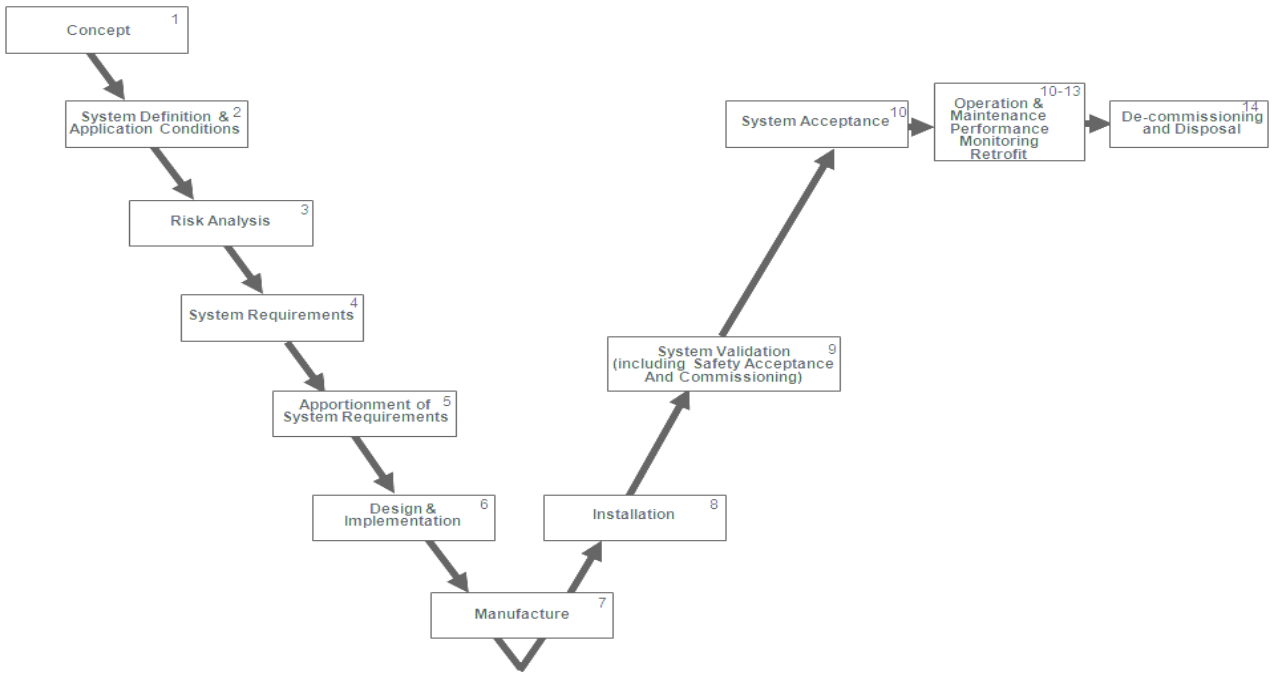 Concept
1
System Definition &
2
Application Conditions
Risk Analysis
3
System Requirements
4
Apportionment of
5
System Requirements
Design &
6
Implementation
Manufacture
7
Installation
8
System Validation
9
(including Safety Acceptance
And Commissioning)
System Acceptance
10
10-13
Operation &
Maintenance
Performance
Monitoring
Retrofit
14
De-commissioning
and Disposal